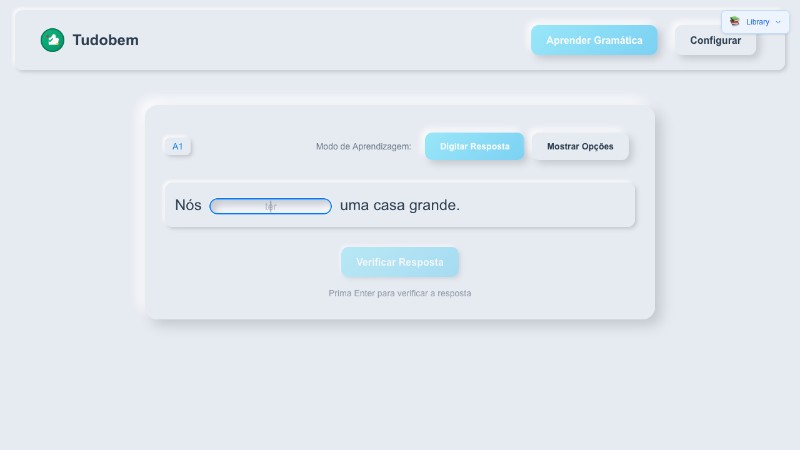 Library
Tudobem
Aprender Gramática
Configurar
A1
Modo de Aprendizagem:
Digitar Resposta
Mostrar Opções
Nós ter uma casa grande.
Verificar Resposta
Prima Enter para verificar a resposta